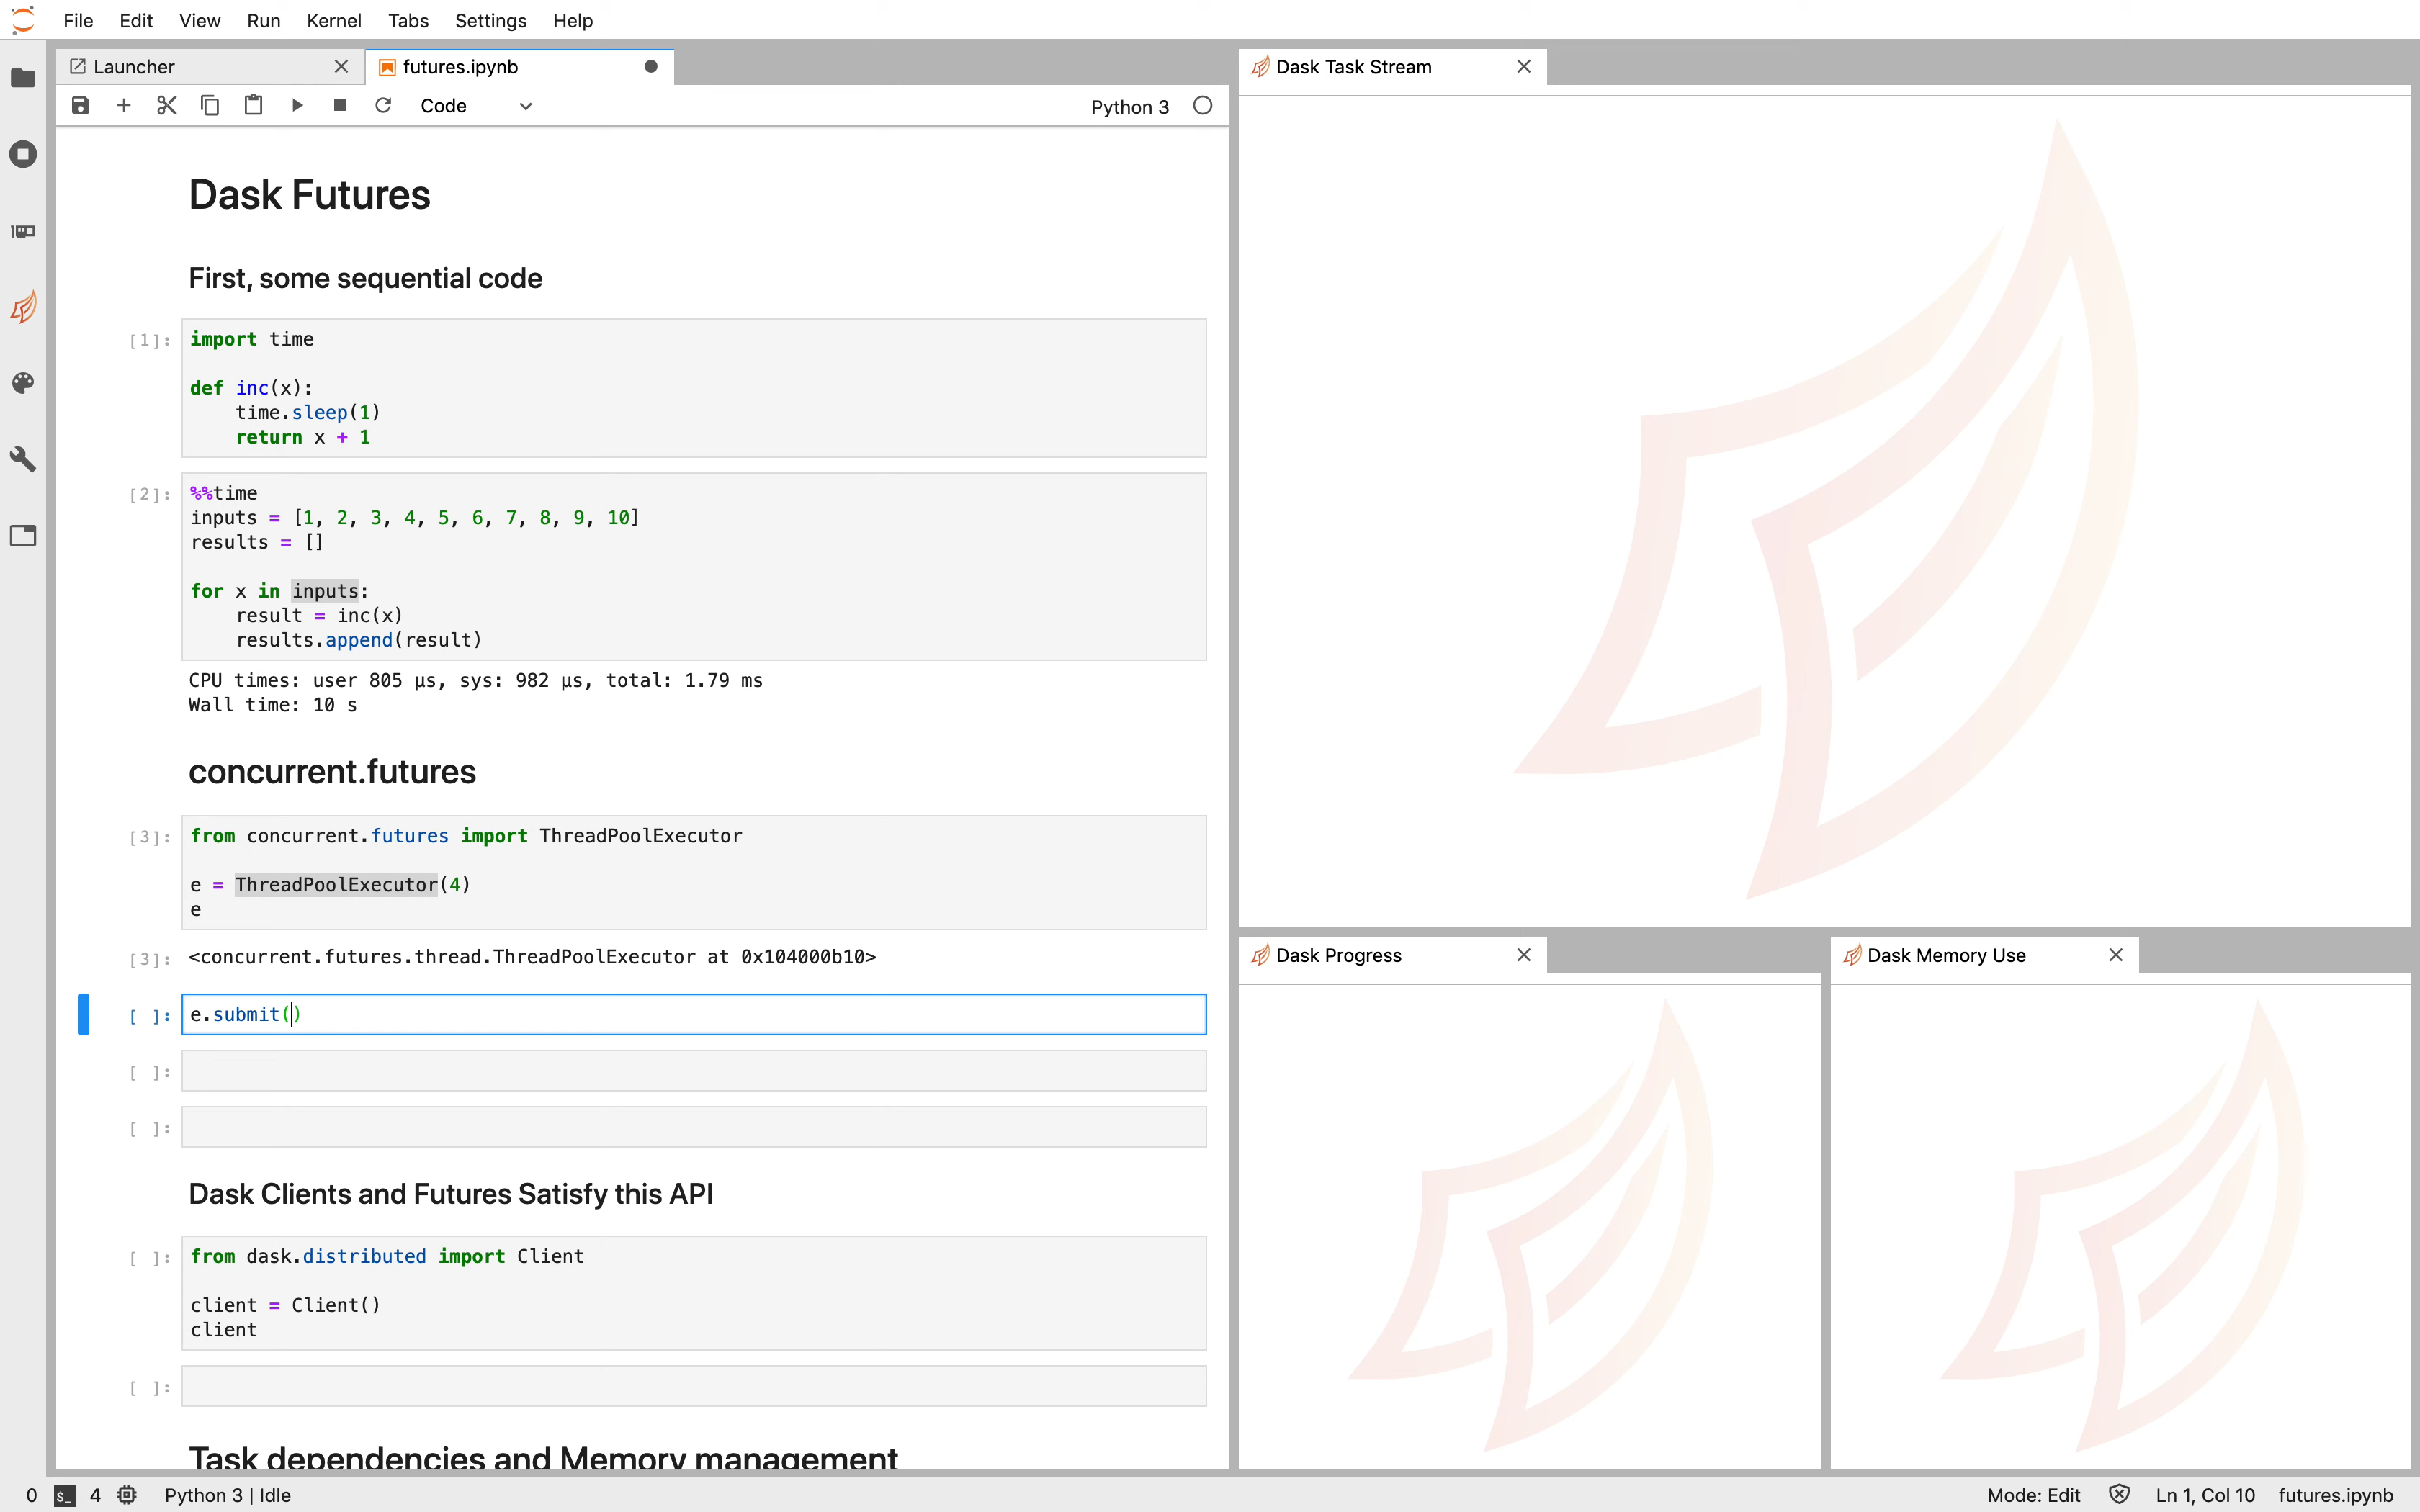 File Edit View Run Kernel Tabs Settings Help
Launcher
futures.ipynb
Code
Python 3
Dask Futures
First, some sequential code
[1]:
import time
def inc(x):
    time.sleep(1)
    return x + 1
[2]:
%%time
inputs = [1, 2, 3, 4, 5, 6, 7, 8, 9, 10]
results = []
for x in inputs:
    result = inc(x)
    results.append(result)
CPU times: user 805 µs, sys: 982 µs, total: 1.79 ms
Wall time: 10 s
concurrent.futures
[3]:
from concurrent.futures import ThreadPoolExecutor
e = ThreadPoolExecutor(4)
e
[3]: <concurrent.futures.thread.ThreadPoolExecutor at 0x104000b10>
[ ]: e.submit()
[ ]:
[ ]:
Dask Clients and Futures Satisfy this API
[ ]:
from dask.distributed import Client
client = Client()
client
[ ]:
Task dependencies and Memory management
Dask Task Stream
Dask Progress
Dask Memory Use
0 $_ 4 Python 3 | Idle
Mode: Edit Ln 1, Col 10 futures.ipynb